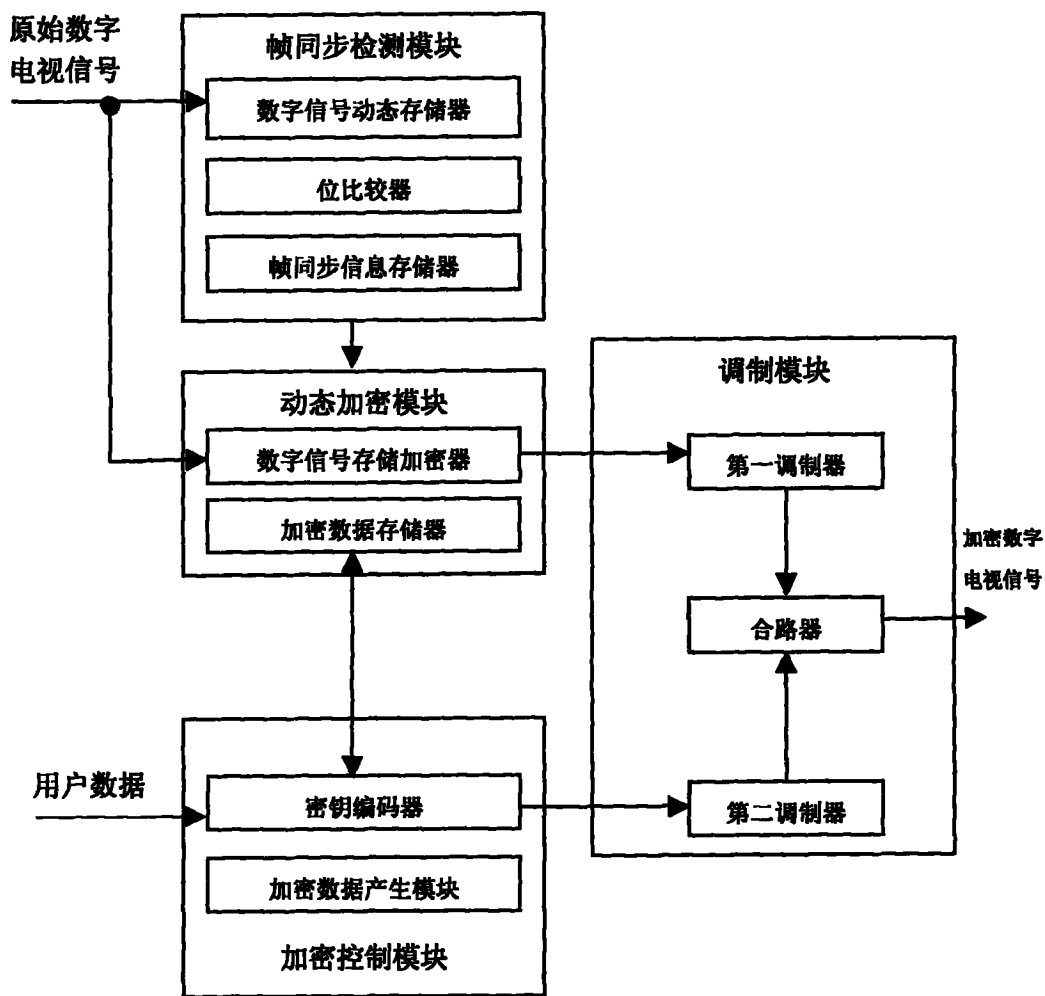 原始数字
电视信号
帧同步检测模块
数字信号动态存储器
位比较器
帧同步信息存储器
动态加密模块
数字信号存储加密器
加密数据存储器
调制模块
第一调制器
合路器
第二调制器
加密数字
电视信号
用户数据
密钥编码器
加密数据产生模块
加密控制模块